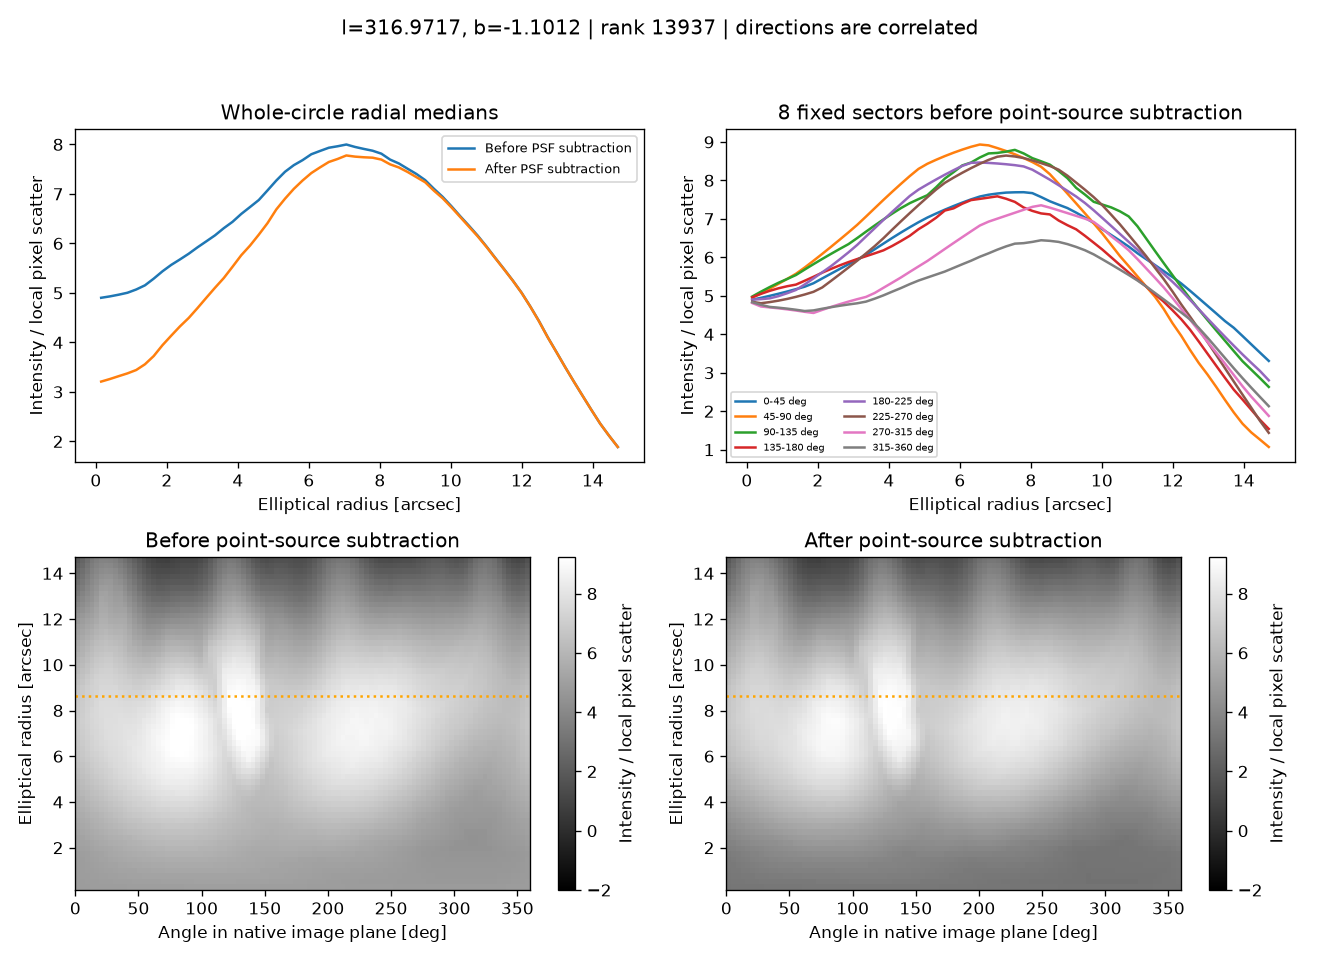 l=316.9717, b=-1.1012 | rank 13937 | directions are correlated
Whole-circle radial medians
8 fixed sectors before point-source subtraction
Intensity / local pixel scatter
8
7
6
5
4
3
2
Before PSF subtraction
After PSF subtraction
0 2 4 6 8 10 12 14
Elliptical radius [arcsec]
Intensity / local pixel scatter
9
8
7
6
5
4
3
2
1
0-45 deg
45-90 deg
90-135 deg
135-180 deg
180-225 deg
225-270 deg
270-315 deg
315-360 deg
0 2 4 6 8 10 12 14
Elliptical radius [arcsec]
Before point-source subtraction
Elliptical radius [arcsec]
14
12
10
8
6
4
2
0 50 100 150 200 250 300 350
Angle in native image plane [deg]
8
6
4
2
0
−2
Intensity / local pixel scatter
After point-source subtraction
Elliptical radius [arcsec]
14
12
10
8
6
4
2
0 50 100 150 200 250 300 350
Angle in native image plane [deg]
8
6
4
2
0
−2
Intensity / local pixel scatter